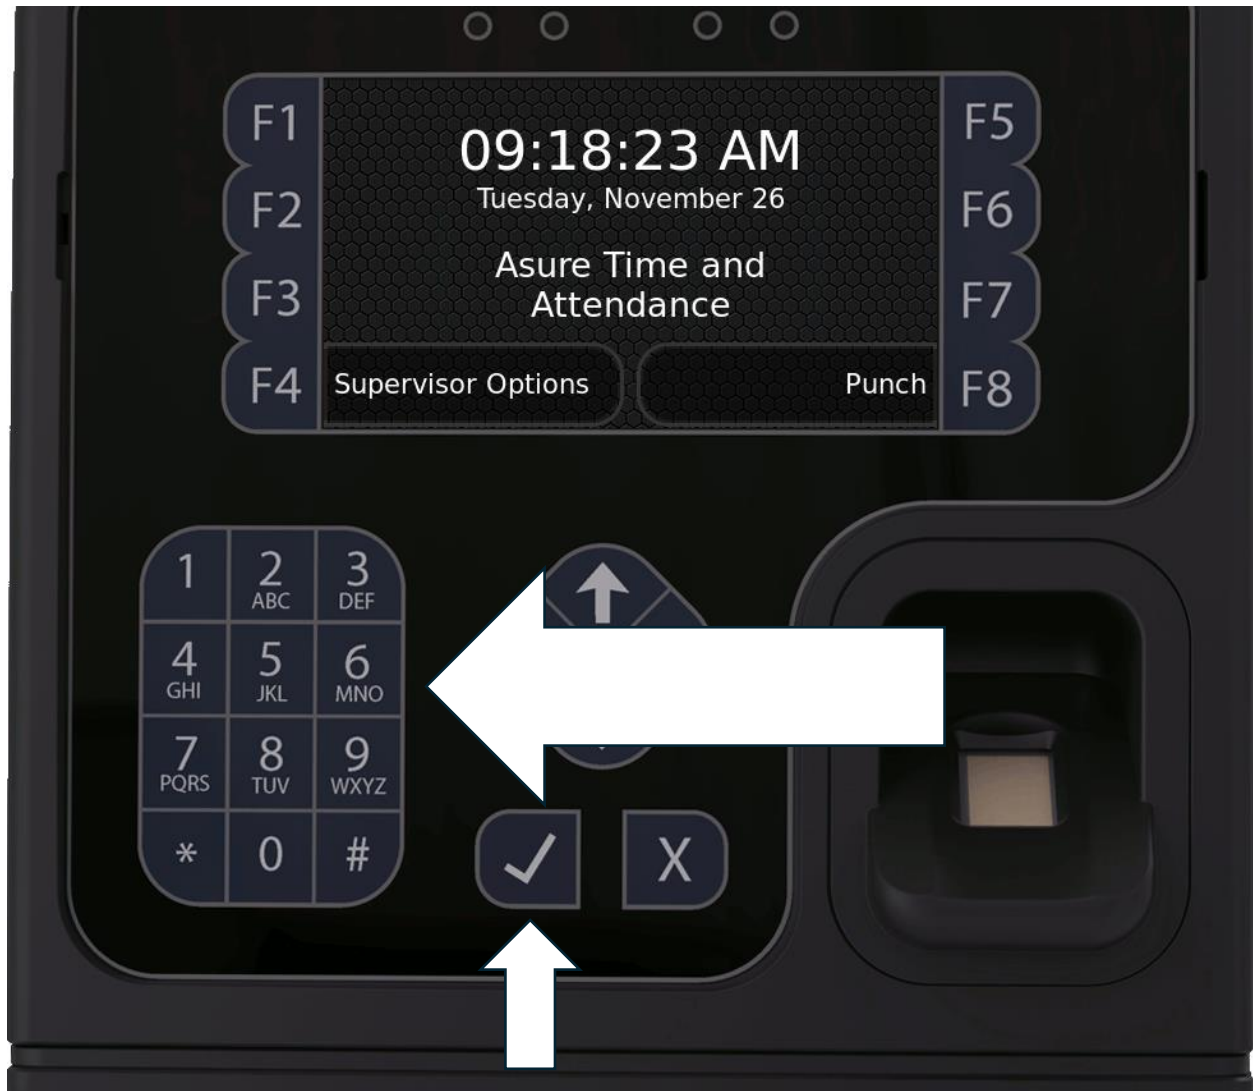 F1
F2
F3
F4
09:18:23 AM
Tuesday, November 26
Asure Time and
Attendance
Supervisor Options
Punch
F5
F6
F7
F8
1
2
ABC
3
DEF
4
GHI
5
JKL
6
MNO
7
PQRS
8
TUV
9
WXYZ
*
0
#
X